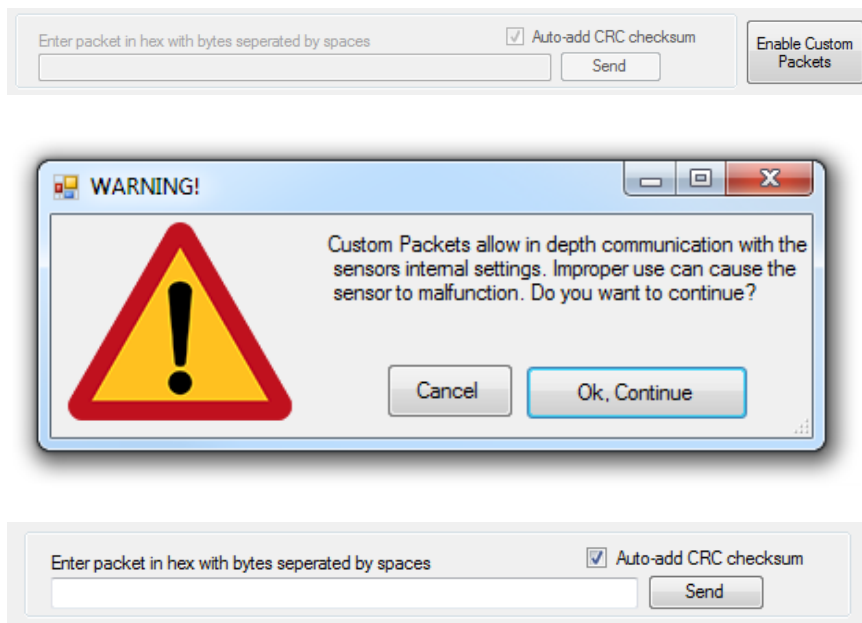 Enter packet in hex with bytes seperated by spaces
Auto-add CRC checksum
Send
Enable Custom
Packets
WARNING!
Custom Packets allow in depth communication with the
sensors internal settings. Improper use can cause the
sensor to malfunction. Do you want to continue?
Cancel
Ok, Continue
Enter packet in hex with bytes seperated by spaces
Auto-add CRC checksum
Send